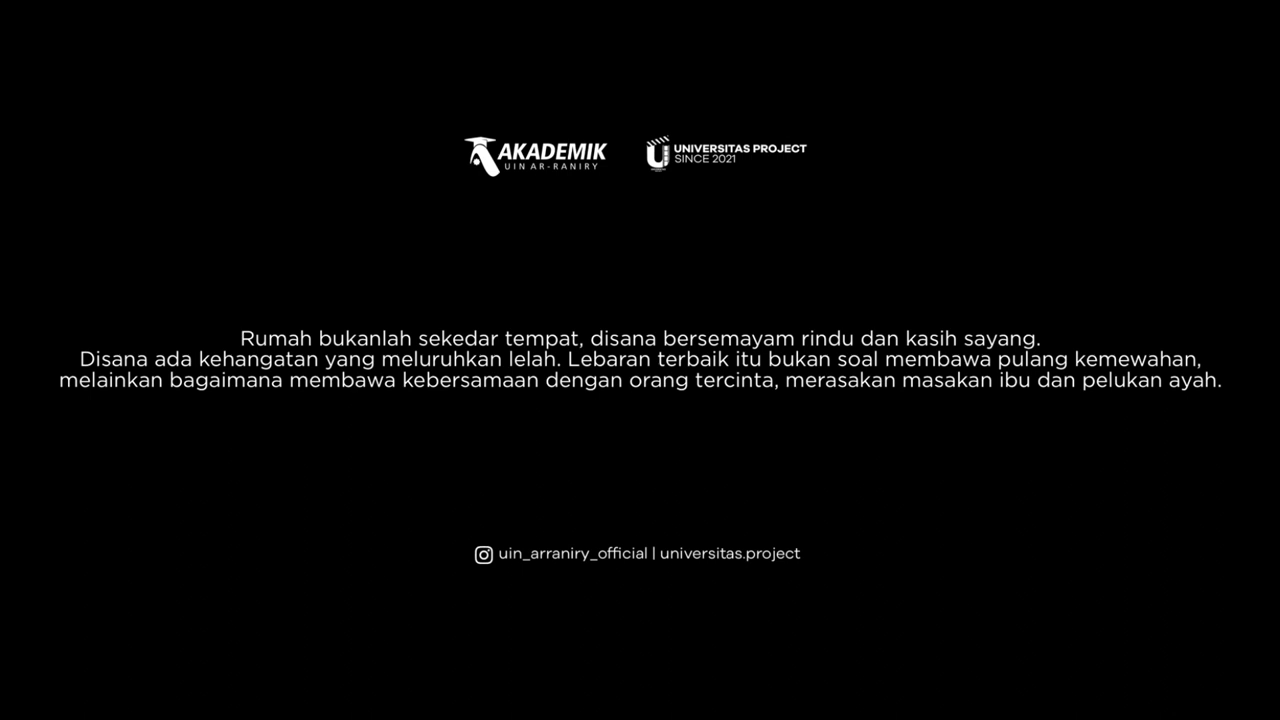 AKADEMIK
UIN AR-RANIRY
UNIVERSITAS PROJECT
SINCE 2021
Rumah bukanlah sekedar tempat, disana bersemayam rindu dan kasih sayang.
Disana ada kehangatan yang meluruhkan lelah. Lebaran terbaik itu bukan soal membawa pulang kemewahan,
melainkan bagaimana membawa kebersamaan dengan orang tercinta, merasakan masakan ibu dan pelukan ayah.
uin_arraniry_official | universitas.project